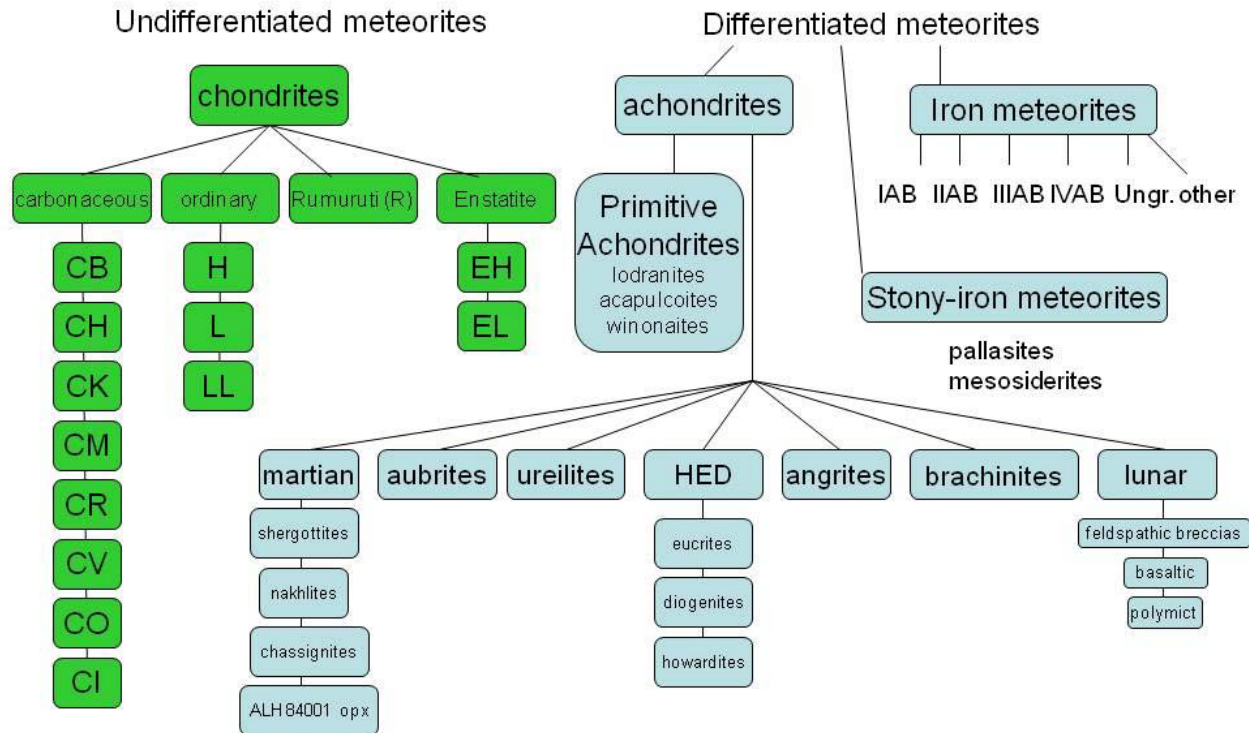 Undifferentiated meteorites
chondrites
carbonaceous
ordinary
Rumuruti (R)
Enstatite
CB
CH
CK
CM
CR
CV
CO
CI
H
L
LL
EH
EL
Differentiated meteorites
achondrites
Iron meteorites
IAB
IIAB
IIIAB
IVAB
Ungr.
other
Primitive
Achondrites
lodranites
acapulcoites
winonaites
Stony-iron meteorites
pallasites
mesosiderites
martian
aubrites
ureilites
HED
angrites
brachinites
lunar
shergottites
nakhlites
chassignites
ALH 84001 opx
eucrites
diogenites
howardites
feldspathic breccias
basaltic
polymict